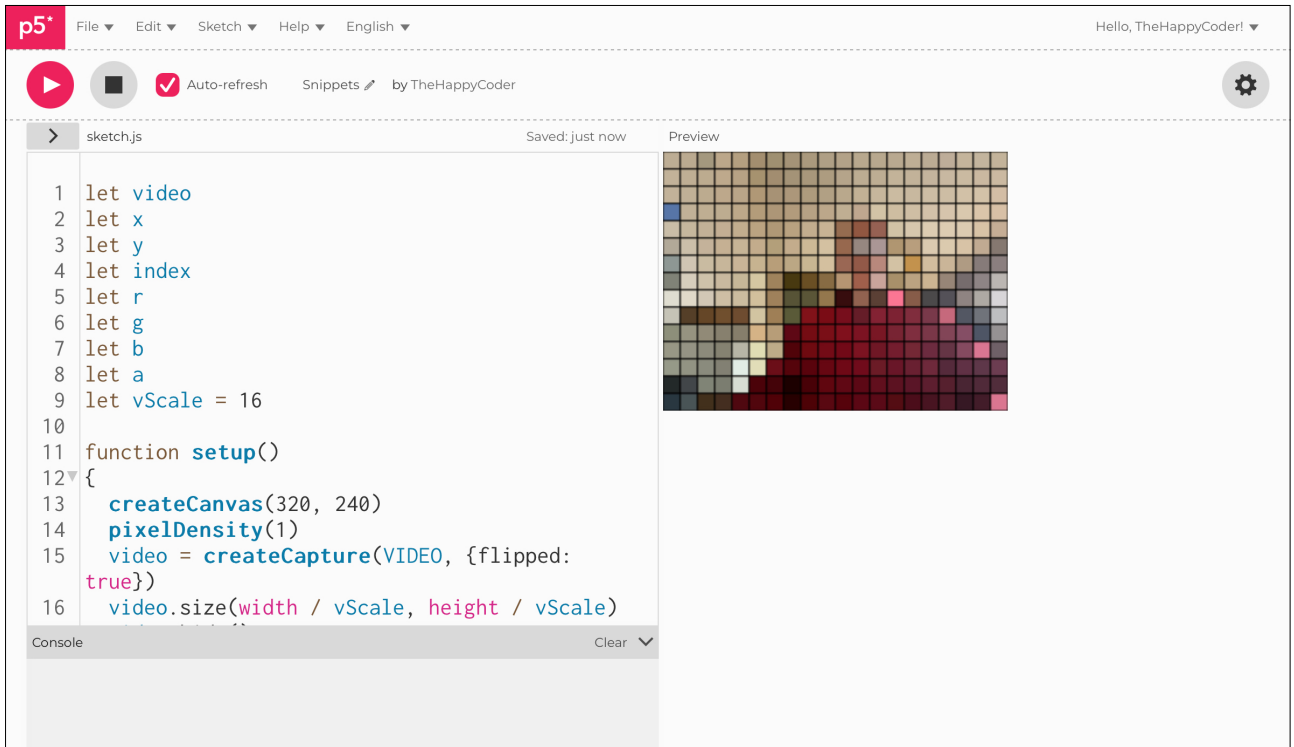 p5*
File Edit Sketch Help English Hello, TheHappyCoder!
Auto-refresh Snippets by TheHappyCoder
sketch.js Saved: just now Preview
1 let video
2 let x
3 let y
4 let index
5 let r
6 let g
7 let b
8 let a
9 let vScale = 16
10
11 function setup()
12 {
13 createCanvas(320, 240)
14 pixelDensity(1)
15 video = createCapture(VIDEO, {flipped:
true})
16 video.size(width / vScale, height / vScale)
Console Clear